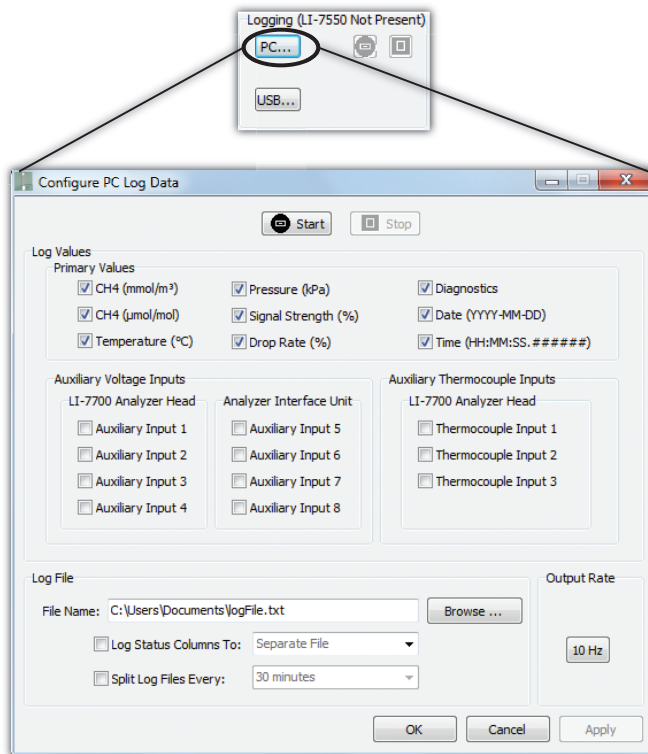 Logging (LI-7550 Not Present)
PC...
USB...
Configure PC Log Data
Start Stop
Log Values
Primary Values
CH4 (mmol/m³) Pressure (kPa) Diagnostics
CH4 (µmol/mol) Signal Strength (%) Date (YYYY-MM-DD)
Temperature (°C) Drop Rate (%) Time (HH:MM:SS.######)
Auxiliary Voltage Inputs Auxiliary Thermocouple Inputs
LI-7700 Analyzer Head Analyzer Interface Unit LI-7700 Analyzer Head
Auxiliary Input 1 Auxiliary Input 5 Thermocouple Input 1
Auxiliary Input 2 Auxiliary Input 6 Thermocouple Input 2
Auxiliary Input 3 Auxiliary Input 7 Thermocouple Input 3
Auxiliary Input 4 Auxiliary Input 8
Log File Output Rate
File Name: C:\Users\Documents\logFile.txt Browse ...
Log Status Columns To: Separate File
10 Hz
Split Log Files Every: 30 minutes
OK Cancel Apply